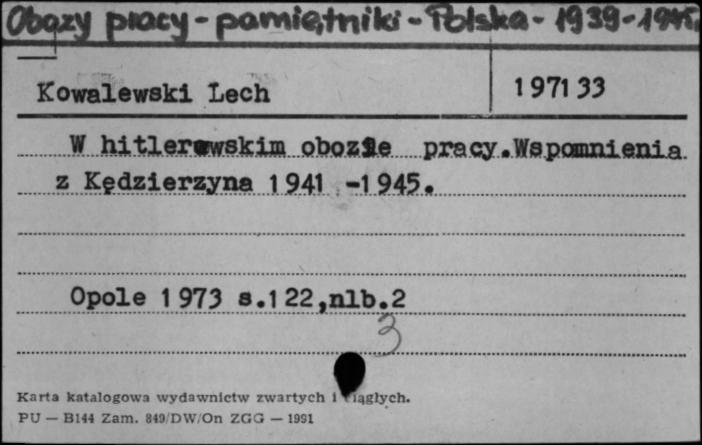 Obozy pracy - pamiętniki - Polska - 1939-1945.
Kowalewski Lech
197133
W hitlerowskim obozie pracy.Wspomnienia
z Kędzierzyna 1941 -1945.
Opole 1973 s.122,nlb.2
3
Karta katalogowa wydawnictw zwartych i ciągłych.
PU — B144 Zam. 849/DW/On ZGG — 1991